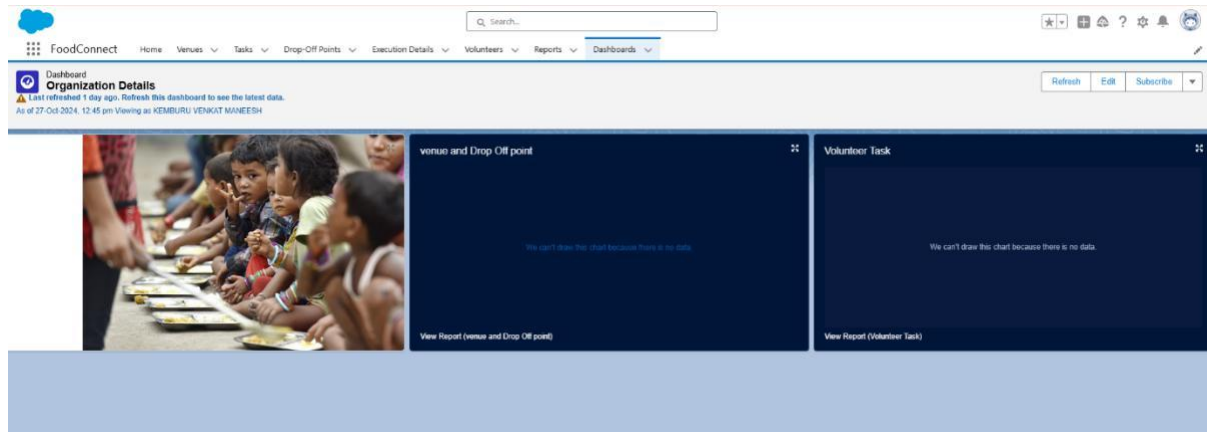 Search...
FoodConnect Home Venues Tasks Drop-Off Points Execution Details Volunteers Reports Dashboards
Dashboard
Organization Details
Last refreshed 1 day ago. Refresh this dashboard to see the latest data.
As of 27-Oct-2024, 12:45 pm Viewing as KEMBURU VENKAT MANEESH
Refresh Edit Subscribe
venue and Drop Off point
We can't draw this chart because there is no data.
View Report (venue and Drop Off point)
Volunteer Task
We can't draw this chart because there is no data.
View Report (Volunteer Task)